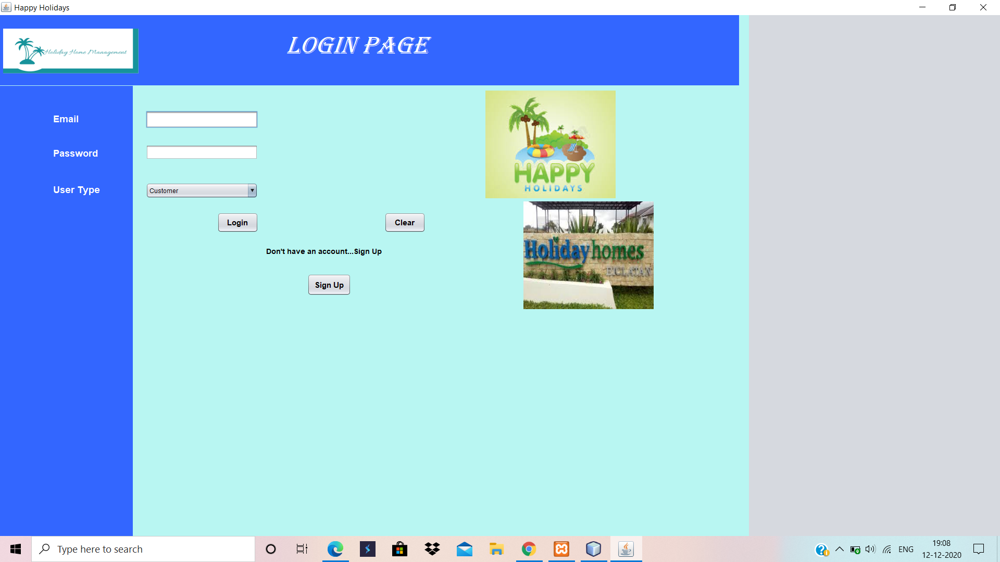 Happy Holidays
Holiday Home Management
LOGIN PAGE
Email
Password
User Type
Customer
Login
Clear
Don't have an account...Sign Up
Sign Up
HAPPY
HOLIDAYS
Holidayhomes
BICLATAN
Type here to search
ENG
19:08
12-12-2020